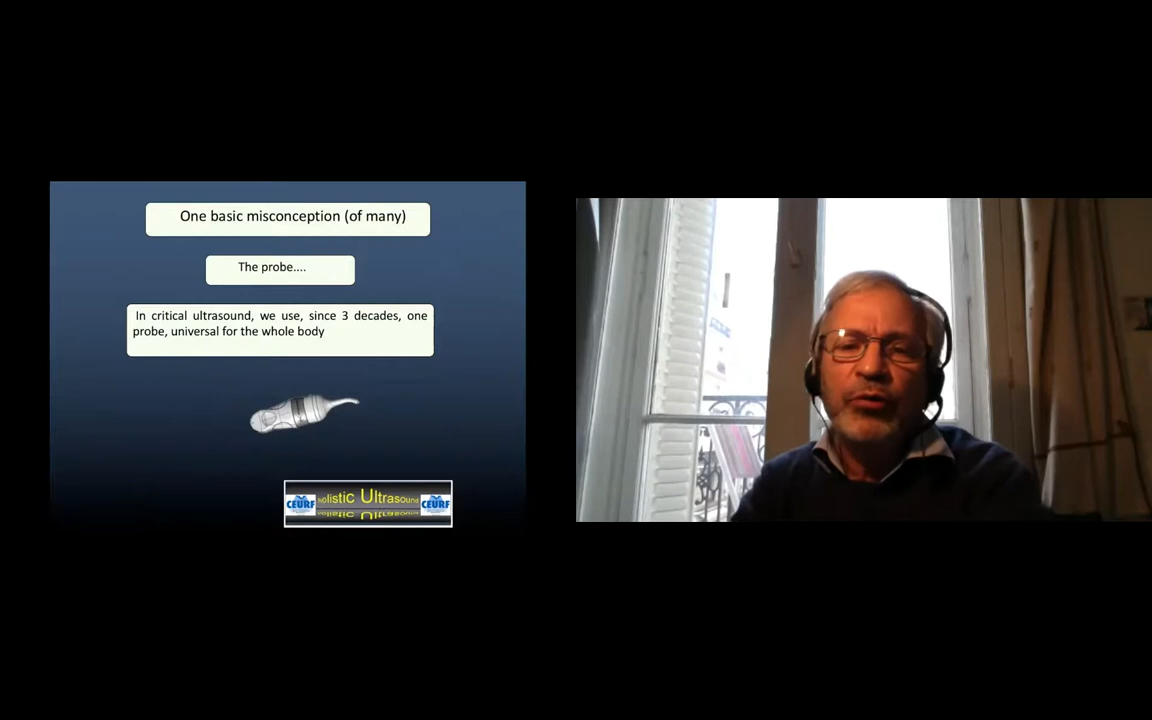 One basic misconception (of many)
The probe....
In critical ultrasound, we use, since 3 decades, one
probe, universal for the whole body
CEURF holistic Ultrasound CEURF